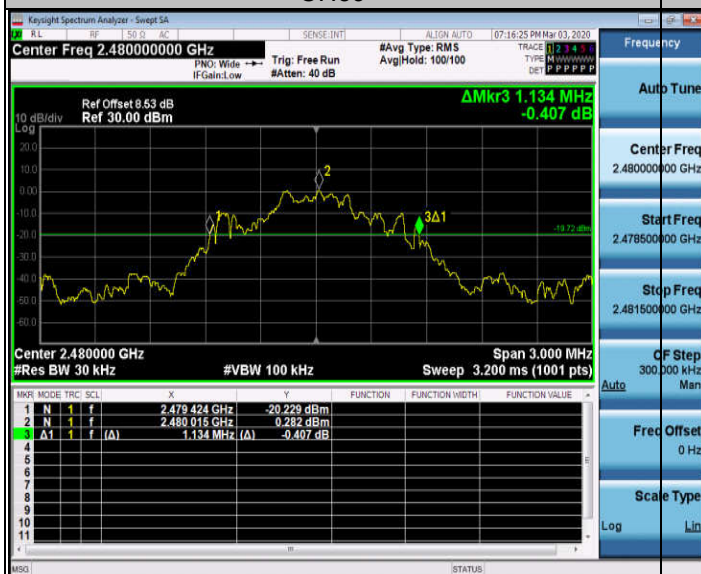 Keysight Spectrum Analyzer - Swept SA
RL RF 50 Ω AC SENSE:INT ALIGN AUTO 07:16:25 PM Mar 03, 2020
Center Freq 2.480000000 GHz #Avg Type: RMS TRACE 1 2 3 4 5 6
PNO: Wide Trig: Free Run Avg|Hold: 100/100 TYPE M WWWWW
IFGain:Low #Atten: 40 dB DET P P P P P P
Ref Offset 8.53 dB ΔMkr3 1.134 MHz
10 dB/div Ref 30.00 dBm -0.407 dB
Log
20.0
10.0
0.00
-10.0
-20.0
-30.0
-40.0
-50.0
-60.0
1
2
3Δ1
-19.72 dBm
Center 2.480000 GHz Span 3.000 MHz
#Res BW 30 kHz #VBW 100 kHz Sweep 3.200 ms (1001 pts)
MKR MODE TRC SCL X Y FUNCTION FUNCTION WIDTH FUNCTION VALUE
1 N 1 f 2.479 424 GHz -20.229 dBm
2 N 1 f 2.480 015 GHz 0.282 dBm
3 Δ1 1 f (Δ) 1.134 MHz (Δ) -0.407 dB
4
5
6
7
8
9
10
11
MSG STATUS
Frequency
Auto Tune
Center Freq
2.480000000 GHz
Start Freq
2.478500000 GHz
Stop Freq
2.481500000 GHz
CF Step
300.000 kHz
Auto Man
Freq Offset
0 Hz
Scale Type
Log Lin